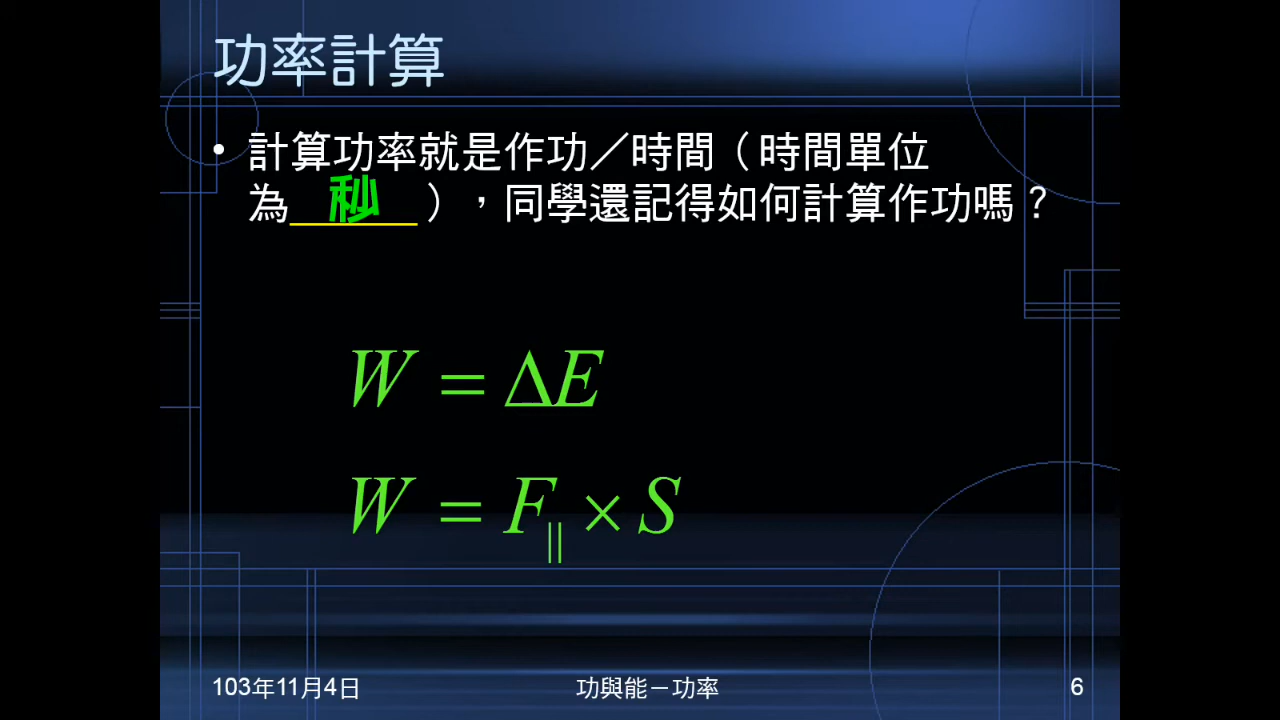 功率計算
• 計算功率就是作功／時間（時間單位
為 秒 ），同學還記得如何計算作功嗎？
W = ΔE
W = F∥ × S
103年11月4日 功與能－功率 6